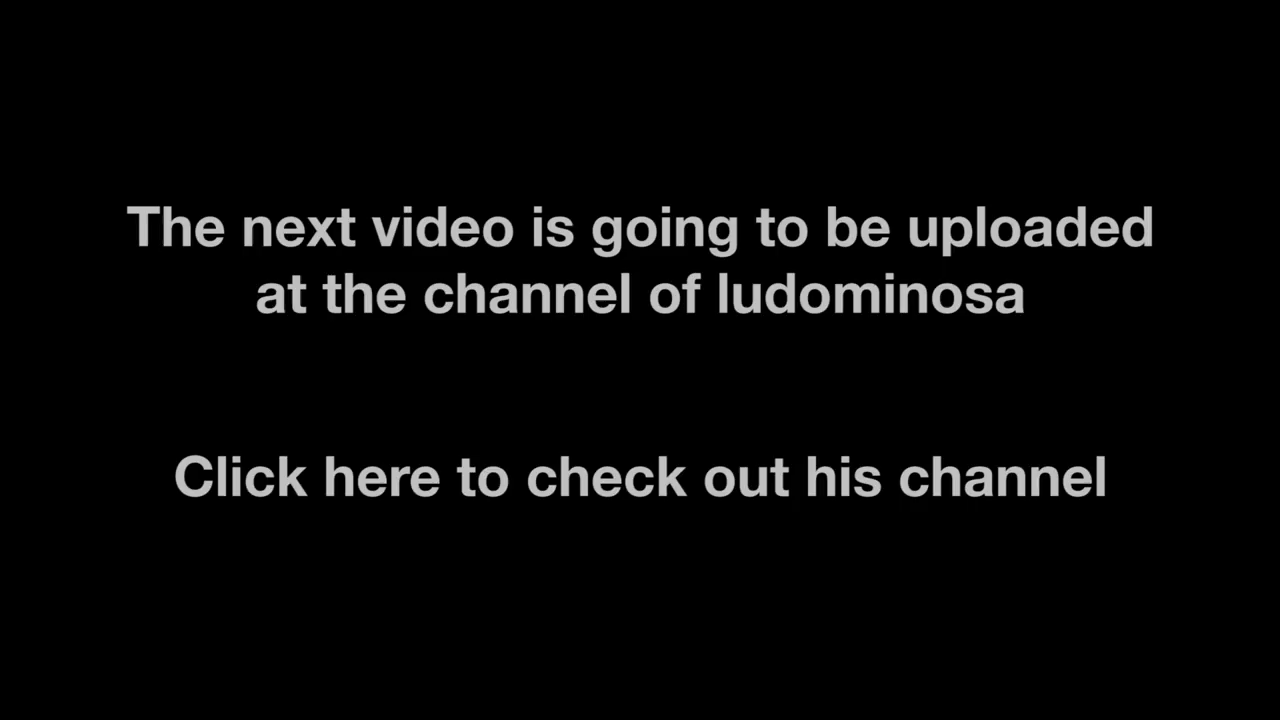 The next video is going to be uploaded
at the channel of ludominosa
Click here to check out his channel